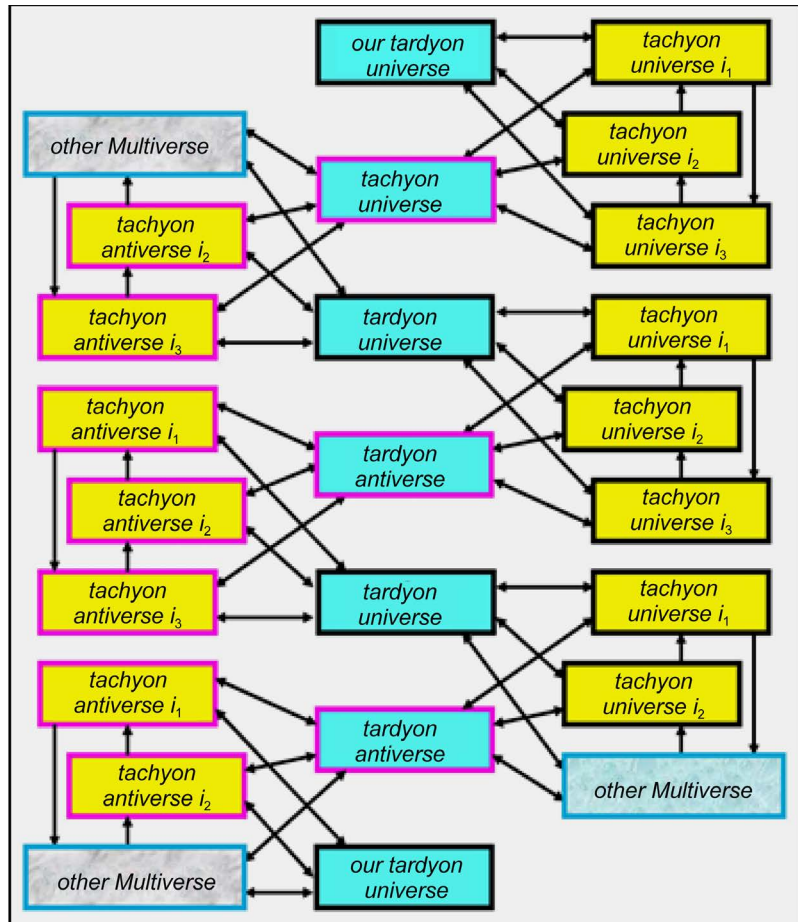 our tardyon
universe
tachyon
universe i₁
other Multiverse
tachyon
universe i₂
tachyon
universe
tachyon
antiverse i₂
tachyon
universe i₃
tachyon
antiverse i₃
tardyon
universe
tachyon
universe i₁
tachyon
antiverse i₁
tachyon
universe i₂
tardyon
antiverse
tachyon
antiverse i₂
tachyon
universe i₃
tachyon
antiverse i₃
tardyon
universe
tachyon
universe i₁
tachyon
antiverse i₁
tachyon
universe i₂
tardyon
antiverse
tachyon
antiverse i₂
other Multiverse
other Multiverse
our tardyon
universe